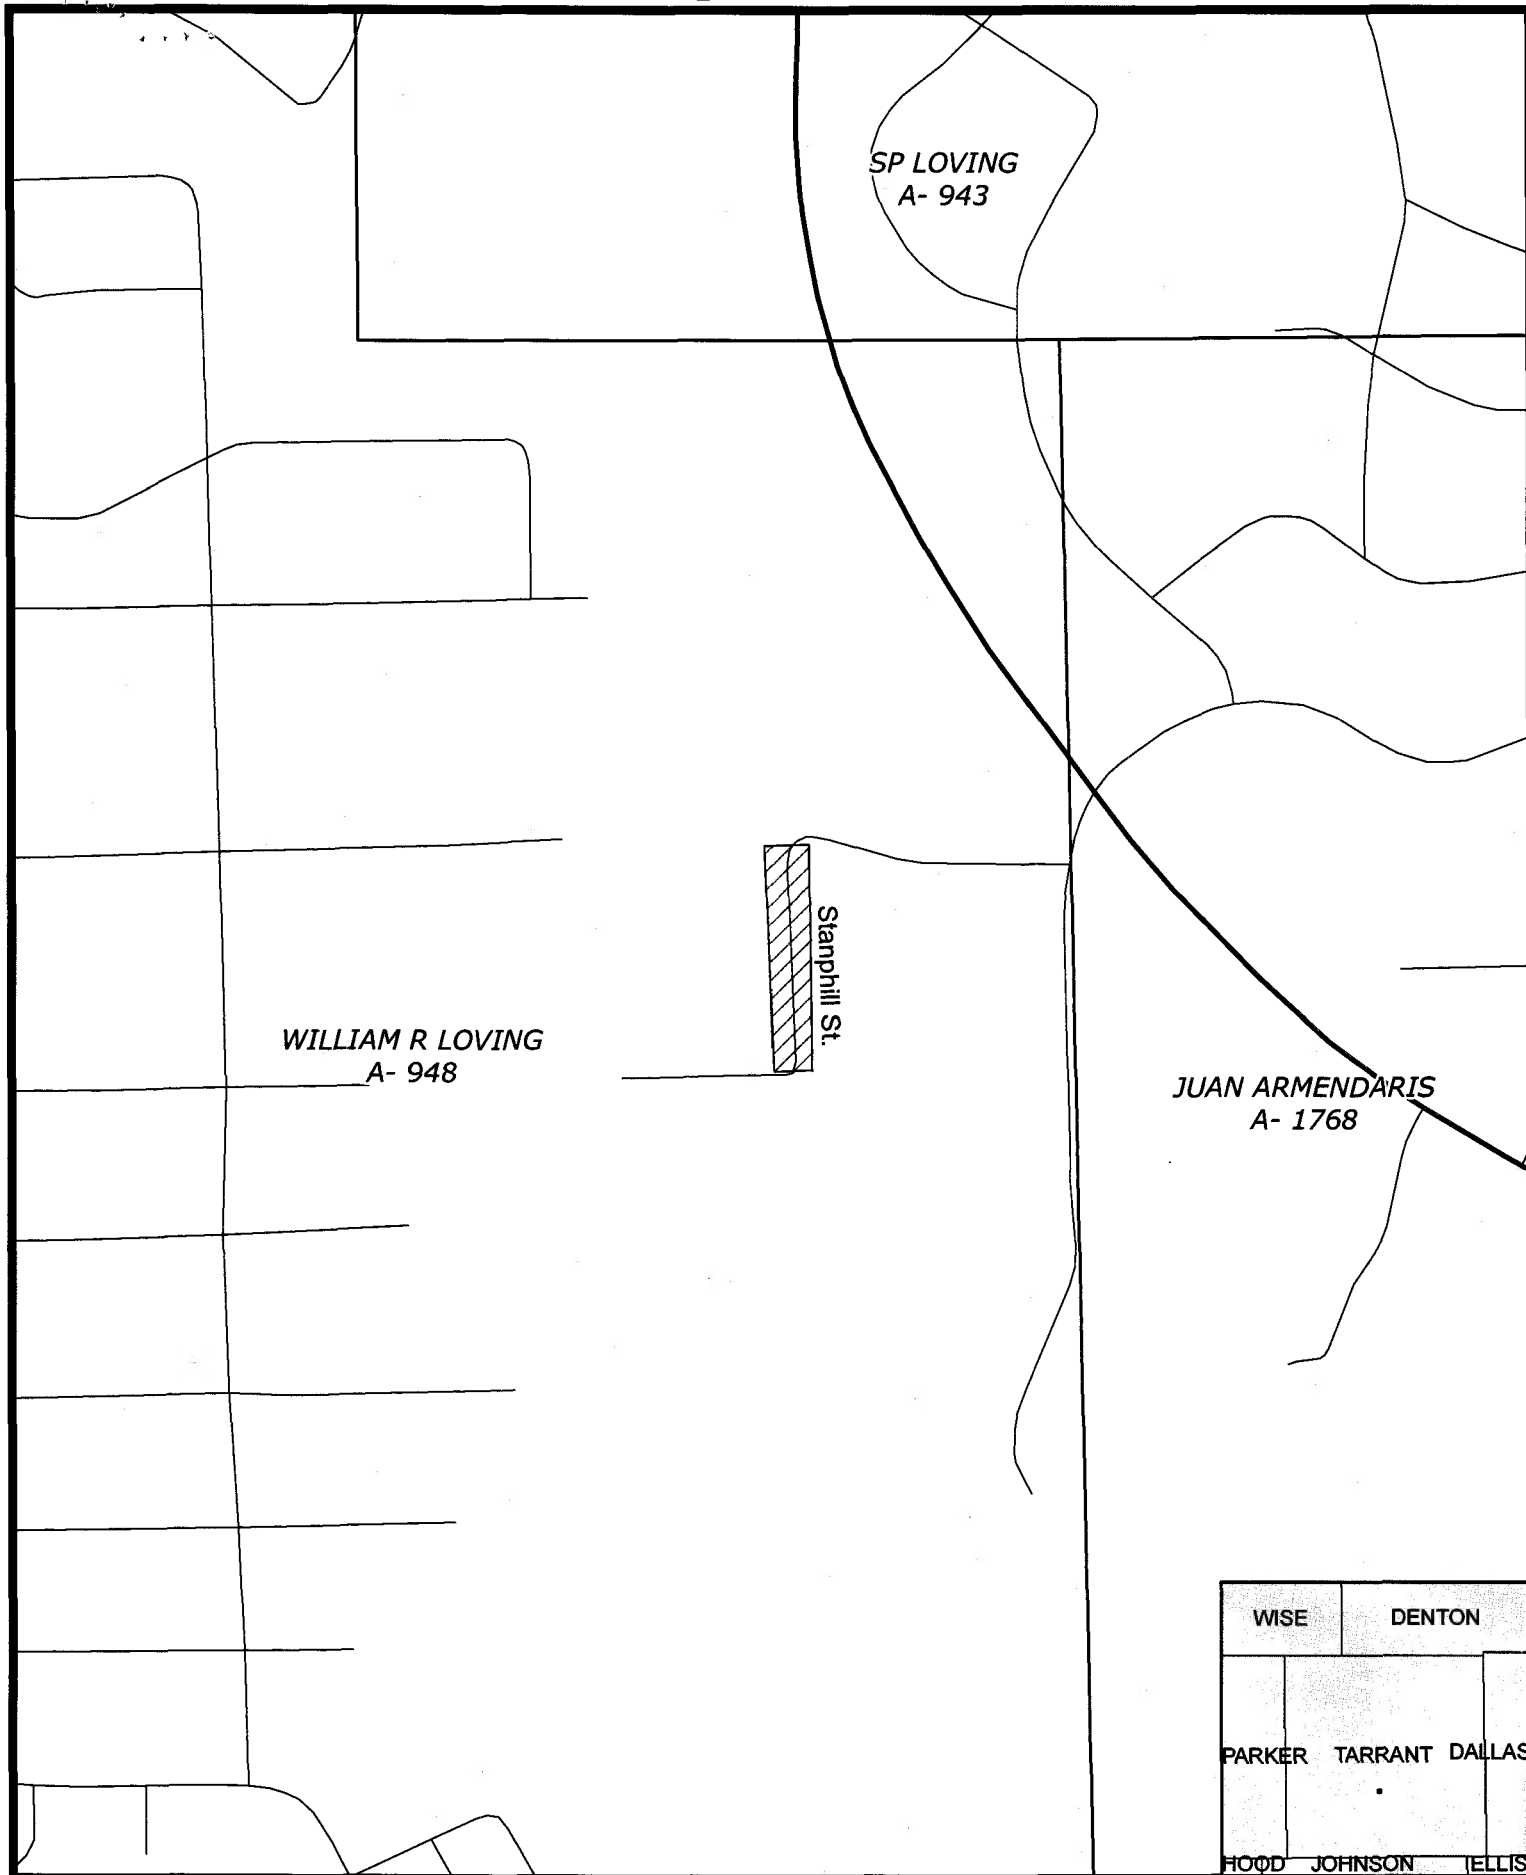 SP LOVING
A- 943
Stanphill St.
WILLIAM R LOVING
A- 948
JUAN ARMENDARIS
A- 1768
WISE DENTON
PARKER TARRANT DALLAS
HOOD JOHNSON ELLIS